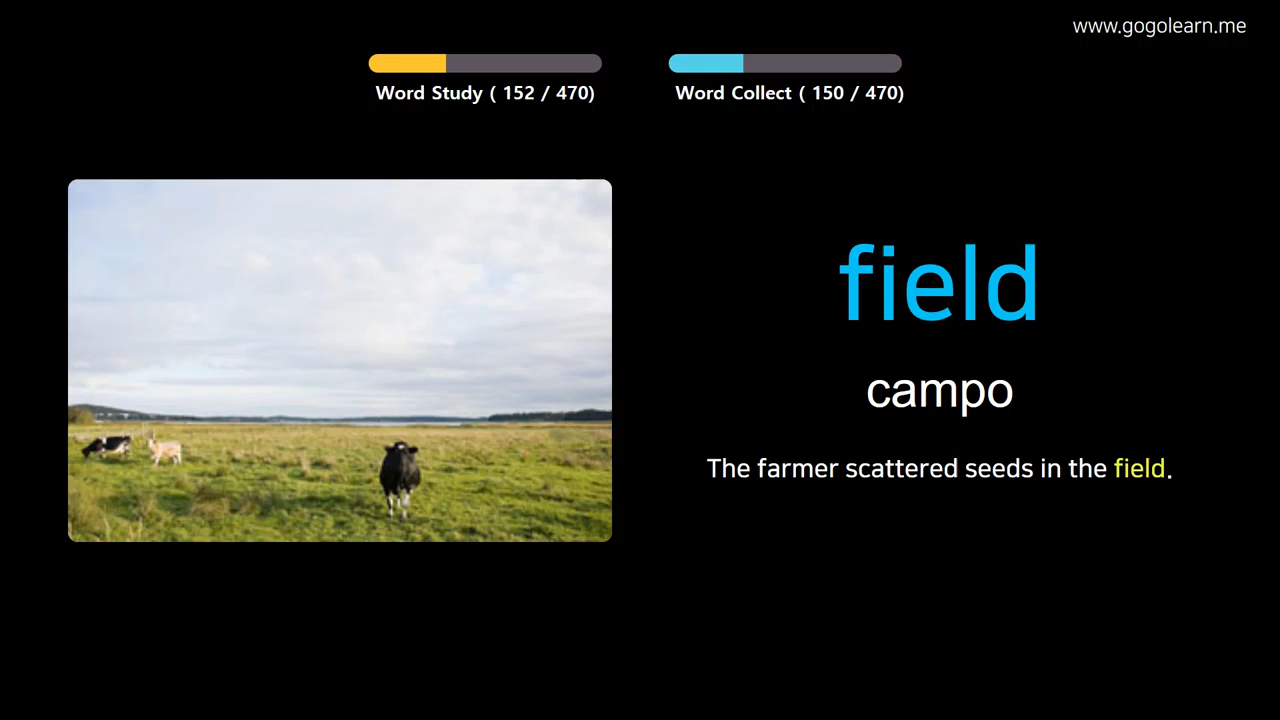 www.gogolearn.me
Word Study ( 152 / 470)
Word Collect ( 150 / 470)
field
campo
The farmer scattered seeds in the field.